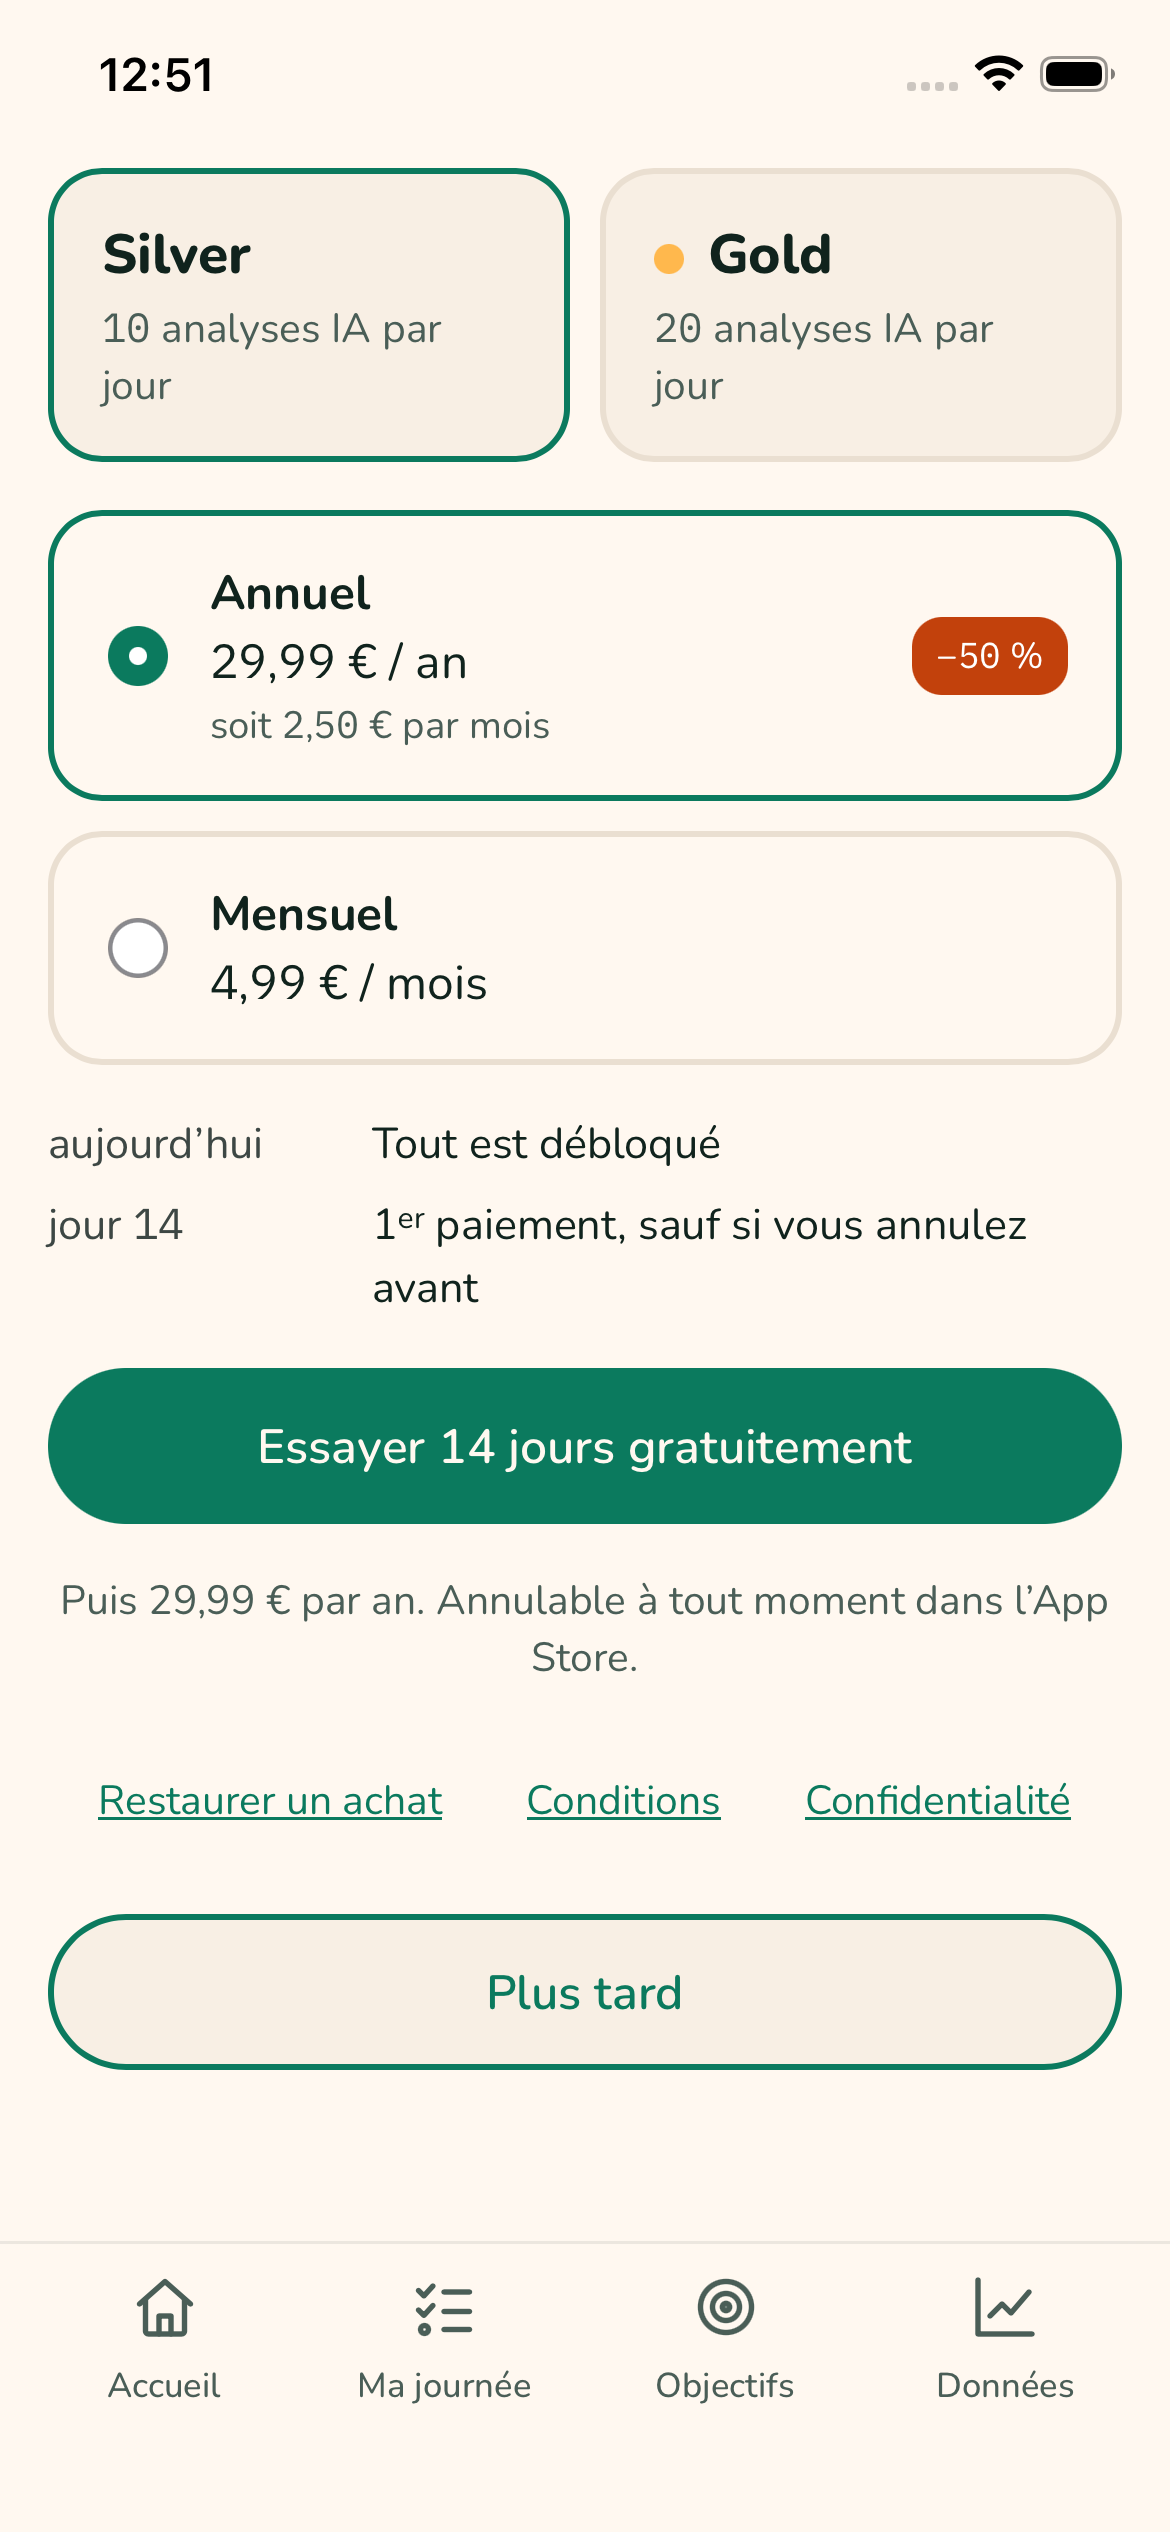 12:51
Silver
10 analyses IA par
jour
Gold
20 analyses IA par
jour
Annuel
29,99 € / an
soit 2,50 € par mois
−50 %
Mensuel
4,99 € / mois
aujourd’hui
Tout est débloqué
jour 14
1ᵉʳ paiement, sauf si vous annulez
avant
Essayer 14 jours gratuitement
Puis 29,99 € par an. Annulable à tout moment dans l’App
Store.
Restaurer un achat
Conditions
Confidentialité
Plus tard
Accueil
Ma journée
Objectifs
Données